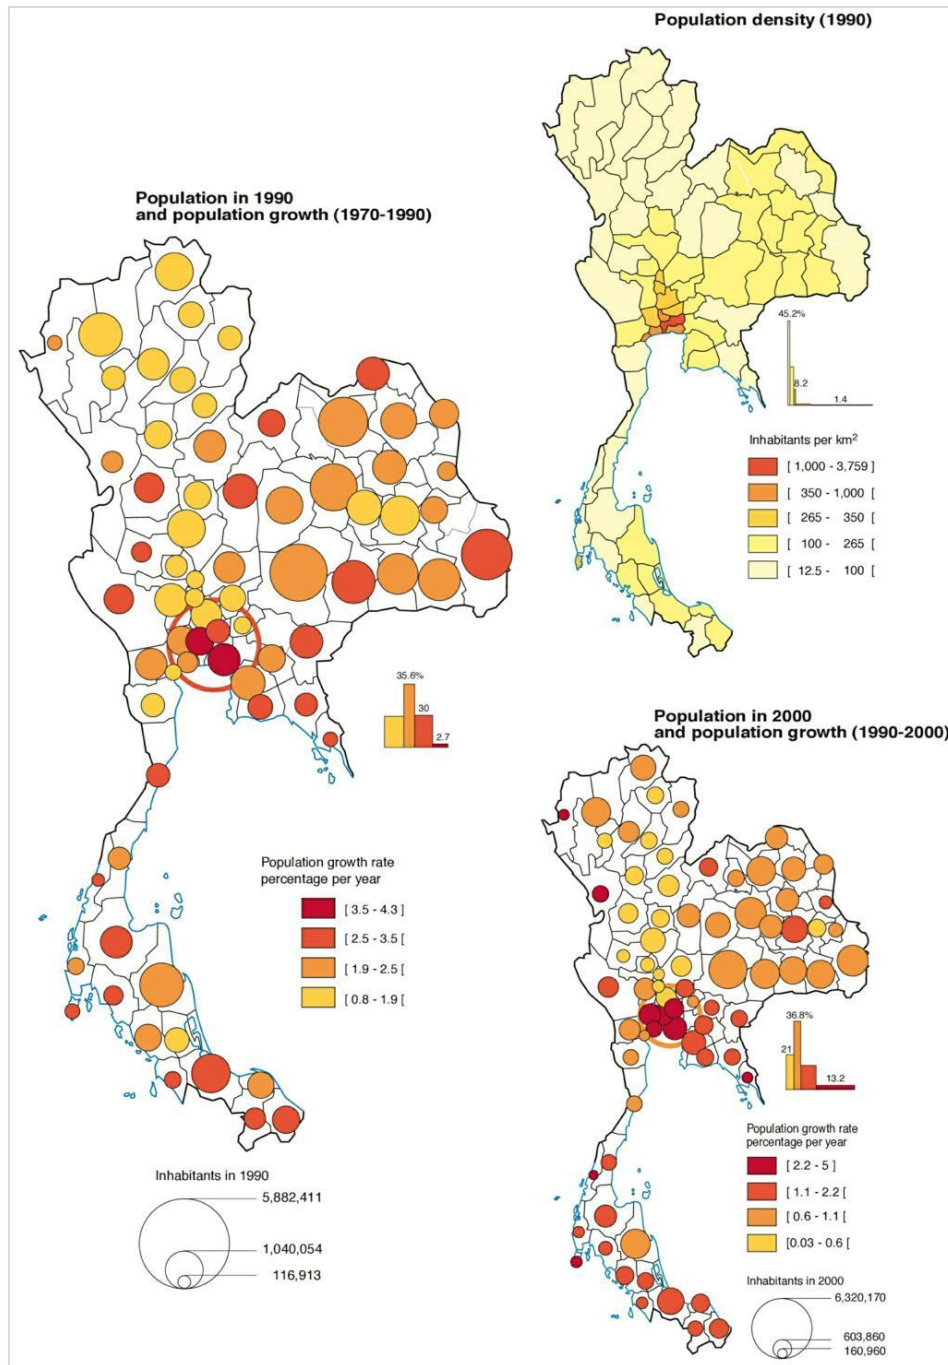 Population density (1990)
45.2%
8.2
1.4
Inhabitants per km²
[ 1,000 - 3,759 ]
[ 350 - 1,000 [
[ 265 - 350 [
[ 100 - 265 [
[ 12.5 - 100 [
Population in 1990
and population growth (1970-1990)
35.6%
30
2.7
Population growth rate
percentage per year
[ 3.5 - 4.3 ]
[ 2.5 - 3.5 [
[ 1.9 - 2.5 [
[ 0.8 - 1.9 [
Inhabitants in 1990
5,882,411
1,040,054
116,913
Population in 2000
and population growth (1990-2000)
36.8%
21
13.2
Population growth rate
percentage per year
[ 2.2 - 5 ]
[ 1.1 - 2.2 [
[ 0.6 - 1.1 [
[0.03 - 0.6 [
Inhabitants in 2000
6,320,170
603,860
160,960